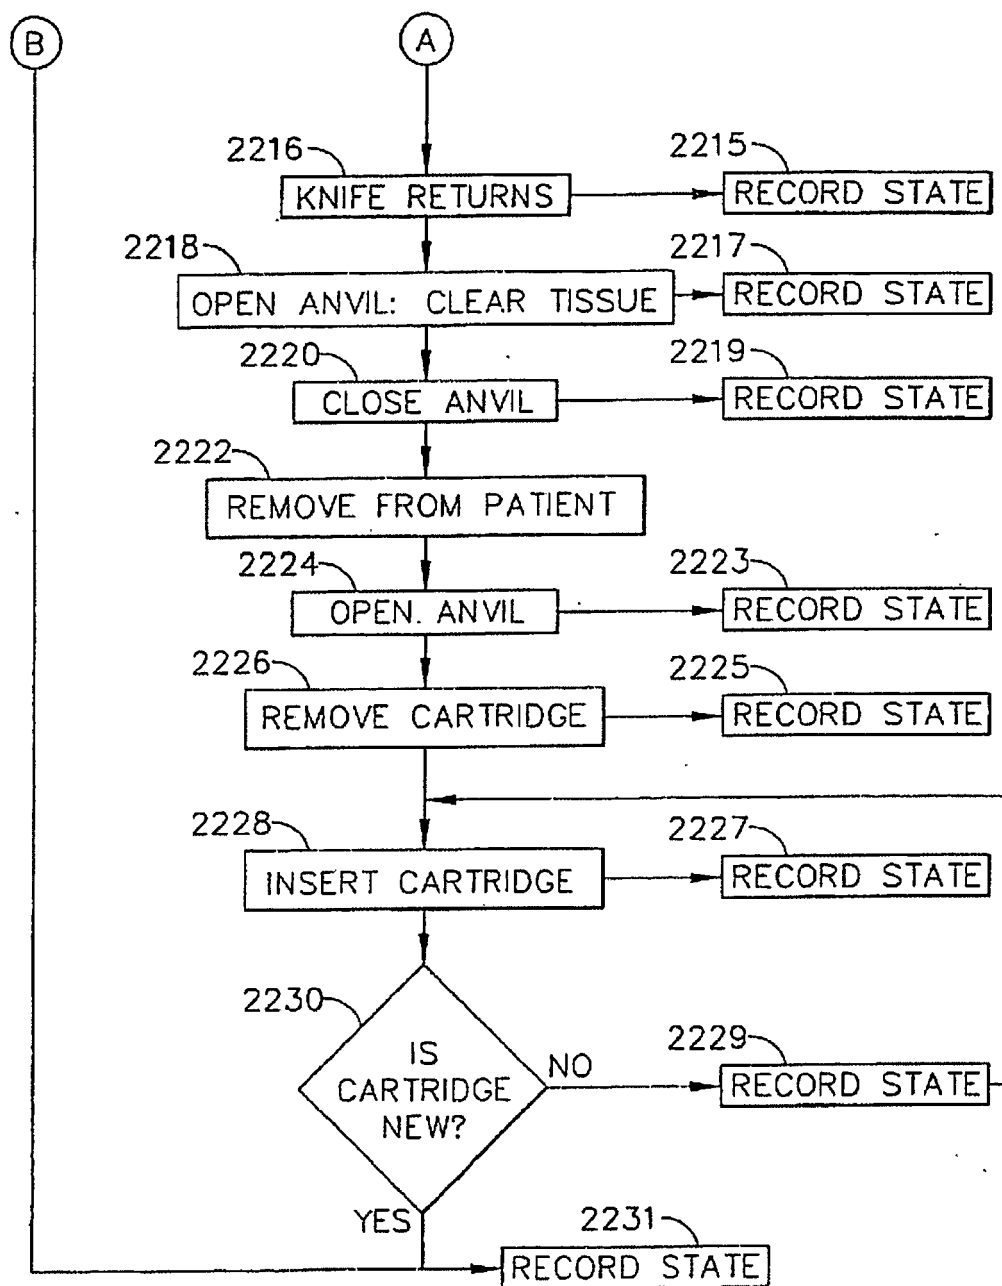 B
A
2216
2215
KNIFE RETURNS
RECORD STATE
2218
2217
OPEN ANVIL: CLEAR TISSUE
RECORD STATE
2220
2219
CLOSE ANVIL
RECORD STATE
2222
REMOVE FROM PATIENT
2224
2223
OPEN. ANVIL
RECORD STATE
2226
2225
REMOVE CARTRIDGE
RECORD STATE
2228
2227
INSERT CARTRIDGE
RECORD STATE
2230
2229
IS
CARTRIDGE
NEW?
NO
RECORD STATE
YES
2231
RECORD STATE